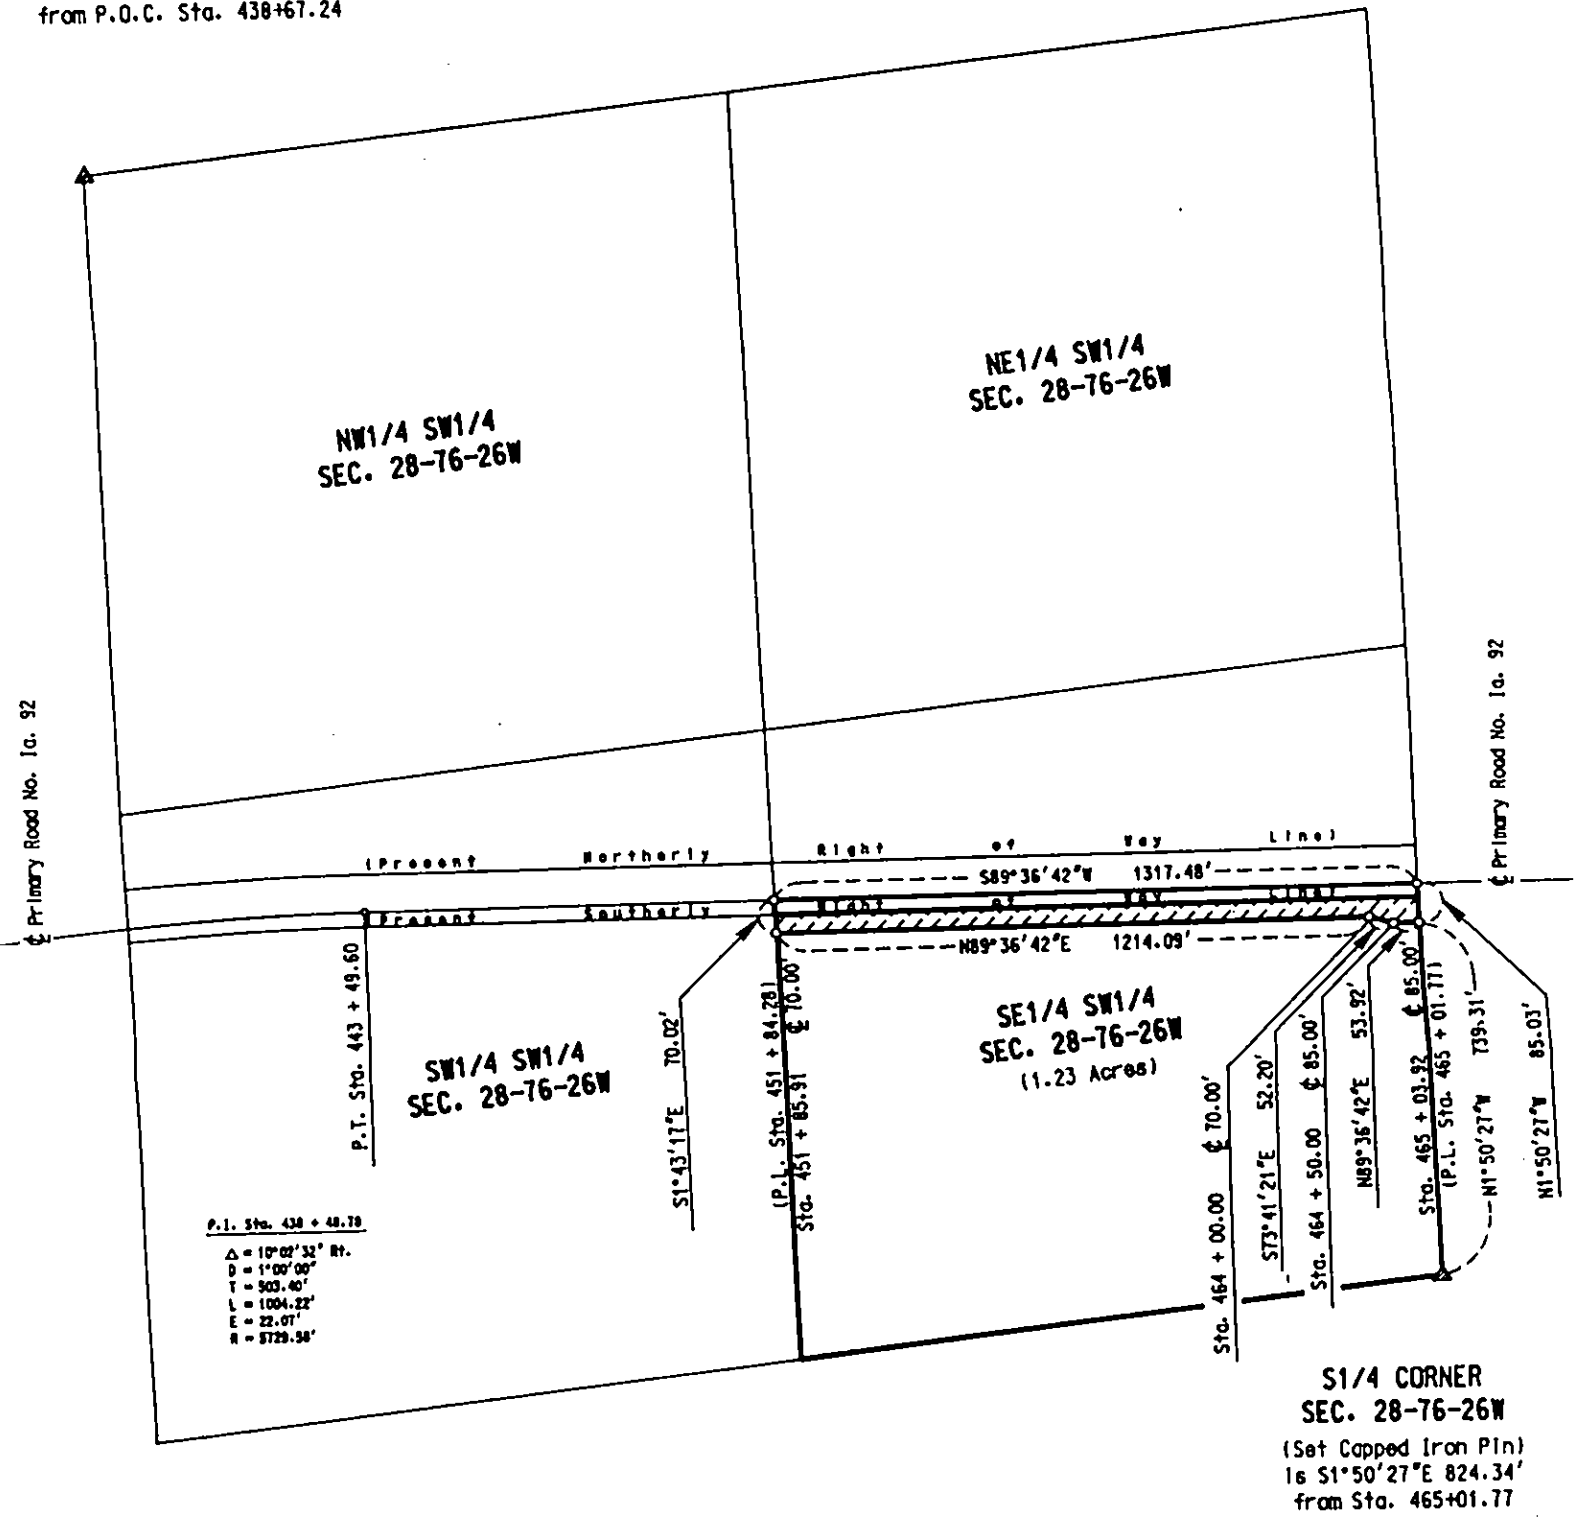 from P.O.C. Sta. 438+67.24
NW1/4 SW1/4
SEC. 28-76-26W
NE1/4 SW1/4
SEC. 28-76-26W
℄ Primary Road No. Ia. 92
℄ Primary Road No. Ia. 92
(Present Northerly Right of Way Line)
S89°36'42"W 1317.48'
Present Southerly Right of Way Line)
N89°36'42"E 1214.09'
P.T. Sta. 443 + 49.60
S1°43'17"E 70.02'
(P.L. Sta. 451 + 84.28)
Sta. 451 + 85.91 ℄ 70.00'
SW1/4 SW1/4
SEC. 28-76-26W
SE1/4 SW1/4
SEC. 28-76-26W
(1.23 Acres)
Sta. 464 + 00.00 ℄ 70.00'
S73°41'21"E 52.20'
Sta. 464 + 50.00 ℄ 85.00'
N89°36'42"E 53.92'
Sta. 465 + 03.92 ℄ 85.00'
(P.L. Sta. 465 + 01.77)
N1°50'27"W 739.31'
N1°50'27"W 85.03'
P.I. Sta. 438 + 48.78
Δ = 10°02'32" Rt.
D = 1°00'00"
T = 503.40'
L = 1004.22'
E = 22.07'
R = 5729.58'
S1/4 CORNER
SEC. 28-76-26W
(Set Capped Iron Pin)
Is S1°50'27"E 824.34'
from Sta. 465+01.77